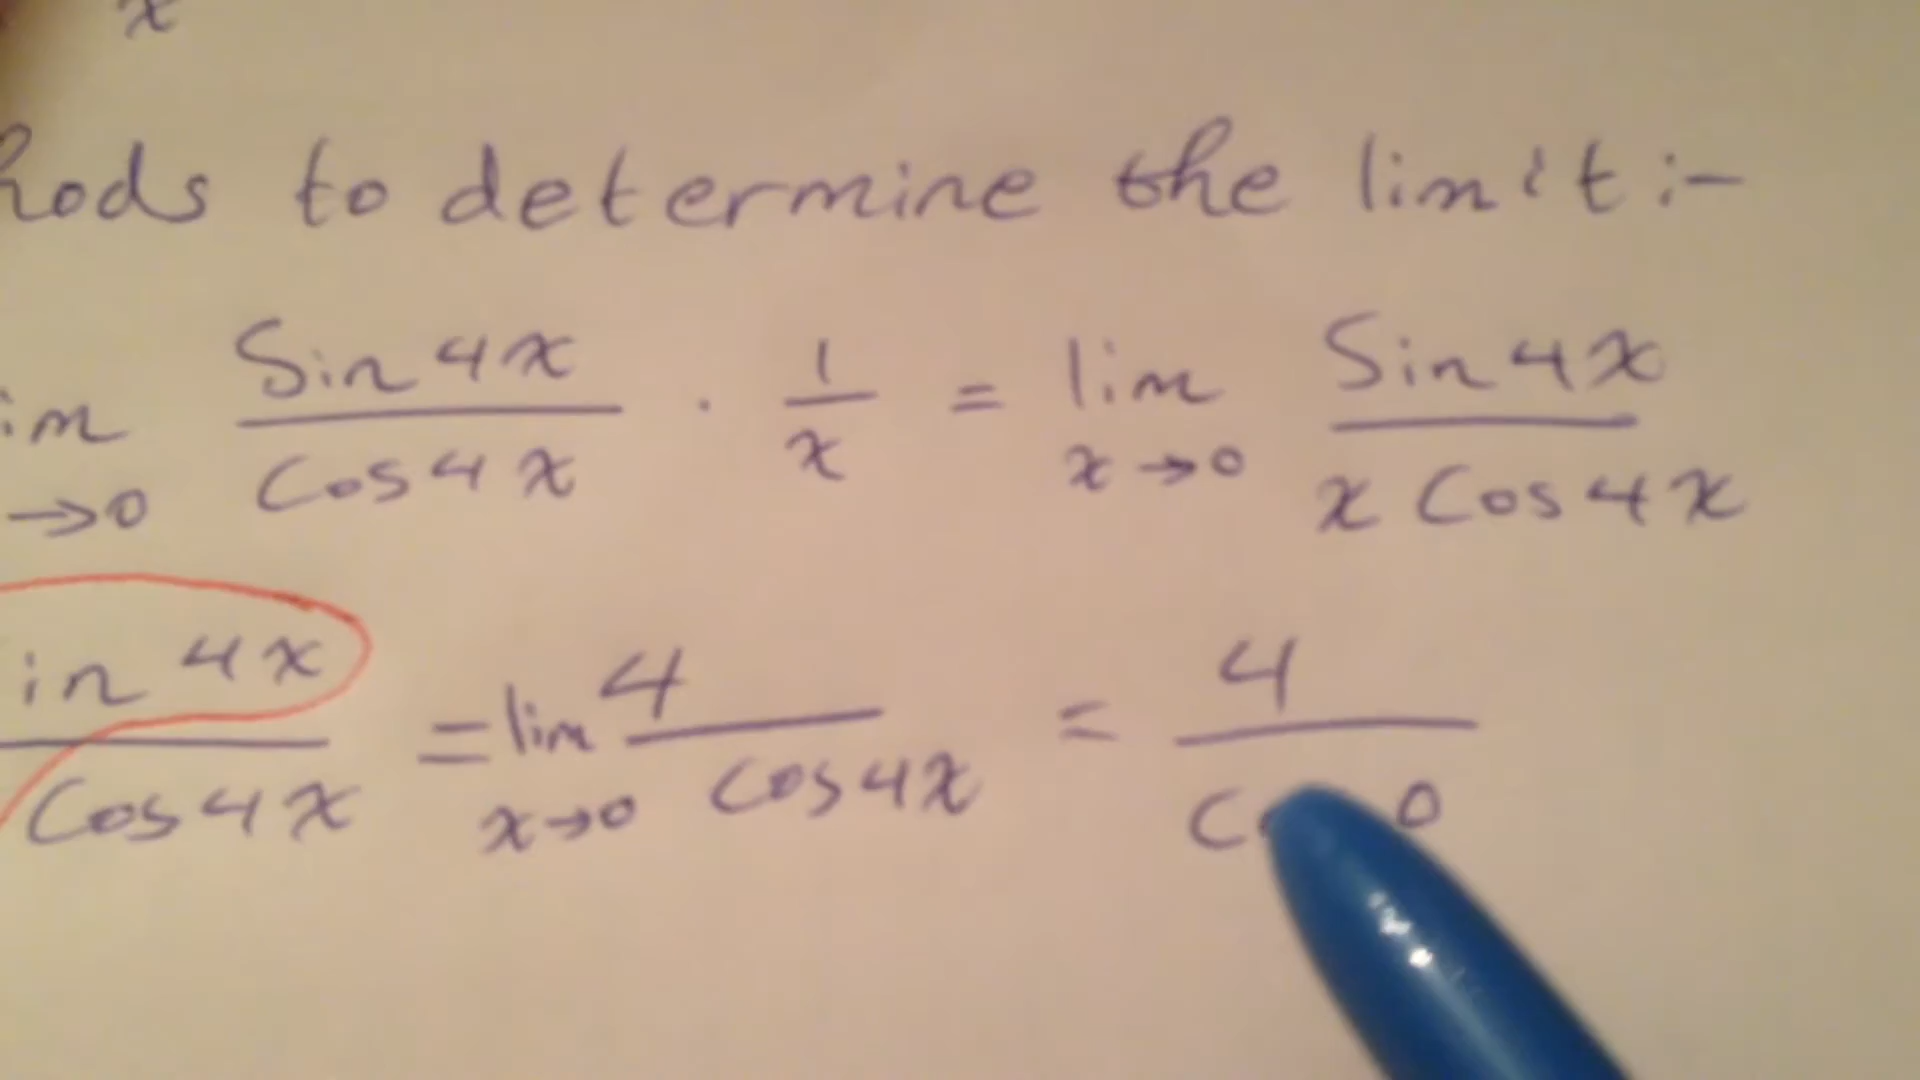 x
hods to determine the limit :-
im →0 Sin 4x / Cos 4x · 1/x = lim x→0 Sin 4x / x Cos 4x
in 4x / Cos 4x = lim x→0 4 / Cos 4x = 4 / C 0